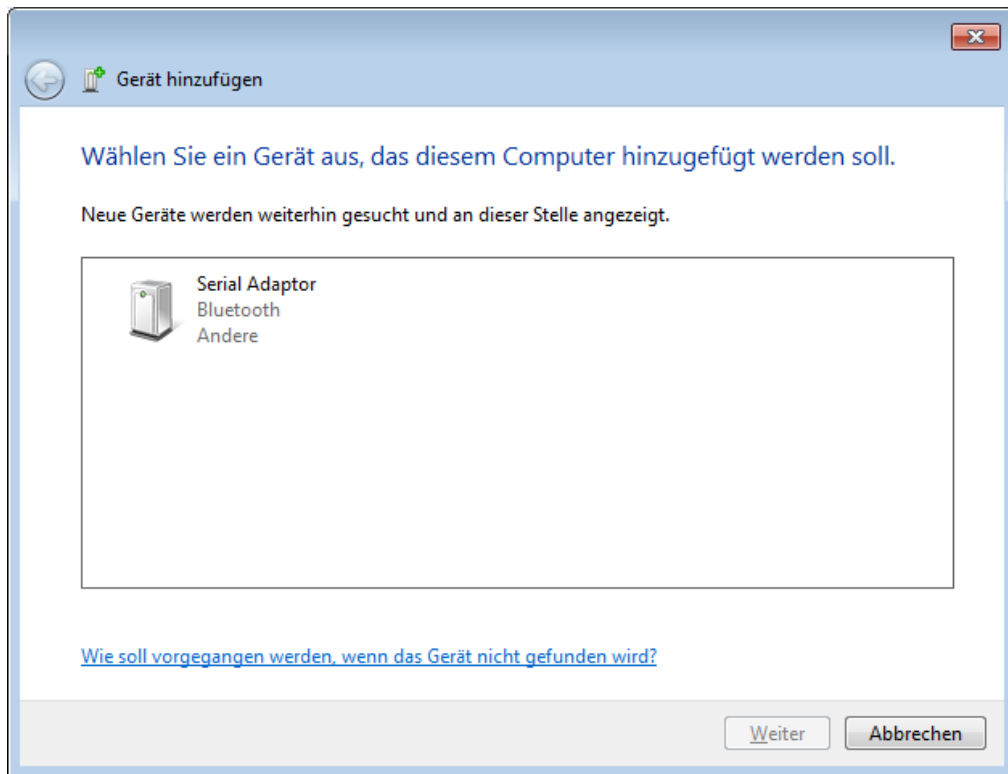 Gerät hinzufügen
Wählen Sie ein Gerät aus, das diesem Computer hinzugefügt werden soll.
Neue Geräte werden weiterhin gesucht und an dieser Stelle angezeigt.
Serial Adaptor
Bluetooth
Andere
Wie soll vorgegangen werden, wenn das Gerät nicht gefunden wird?
Weiter
Abbrechen